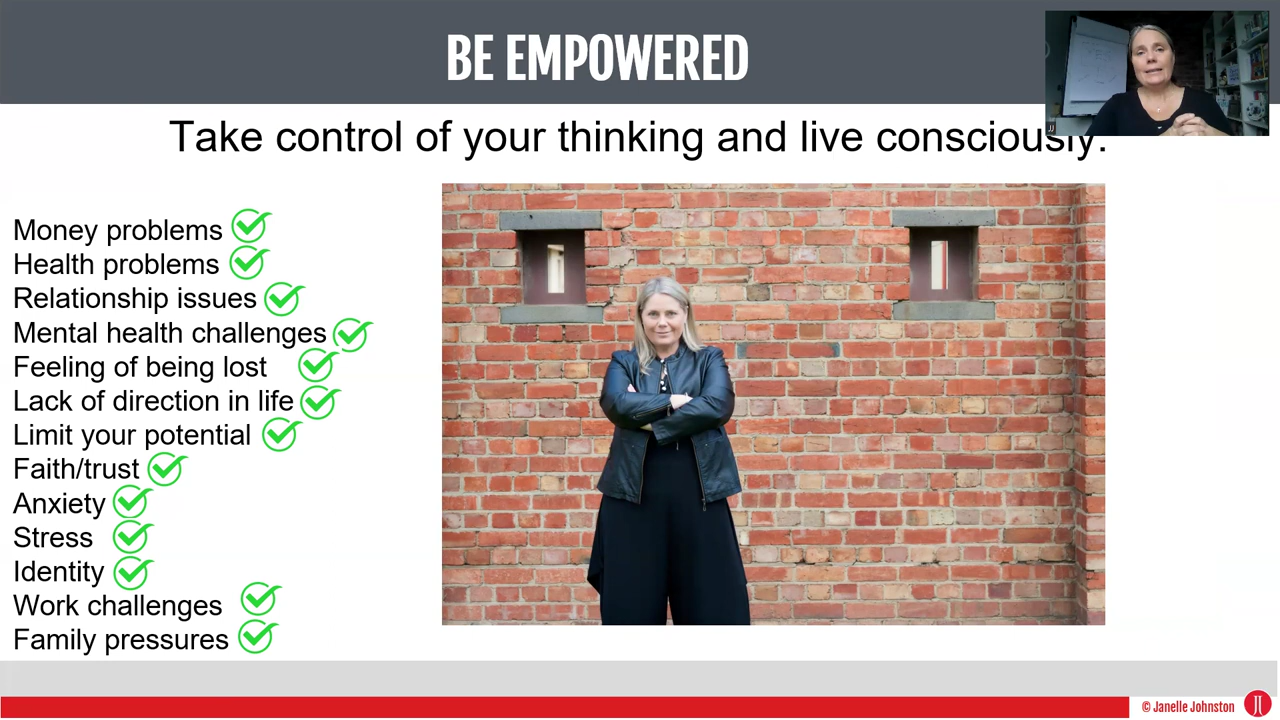 BE EMPOWERED
Take control of your thinking and live consciously.
Money problems
Health problems
Relationship issues
Mental health challenges
Feeling of being lost
Lack of direction in life
Limit your potential
Faith/trust
Anxiety
Stress
Identity
Work challenges
Family pressures
© Janelle Johnston
JJ